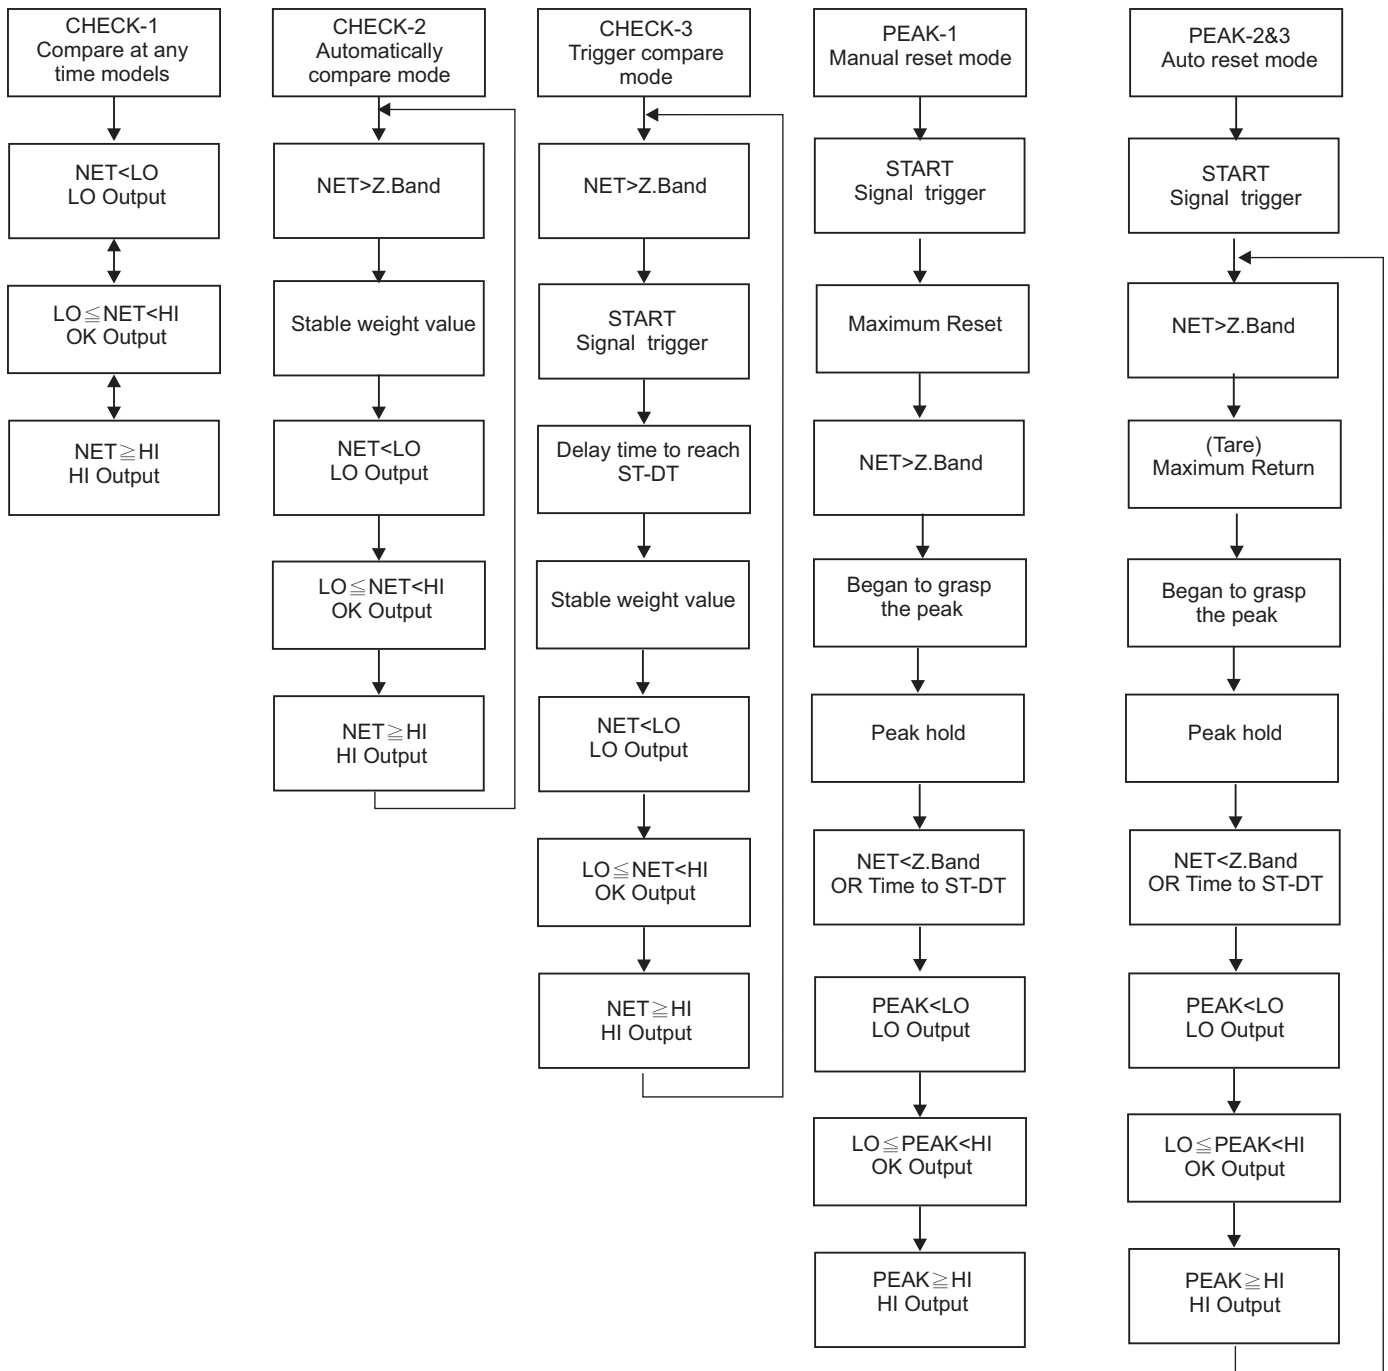 CHECK-1
Compare at any
time models
NET<LO
LO Output
LO≦NET<HI
OK Output
NET≧HI
HI Output
CHECK-2
Automatically
compare mode
NET>Z.Band
Stable weight value
NET<LO
LO Output
LO≦NET<HI
OK Output
NET≧HI
HI Output
CHECK-3
Trigger compare
mode
NET>Z.Band
START
Signal trigger
Delay time to reach
ST-DT
Stable weight value
NET<LO
LO Output
LO≦NET<HI
OK Output
NET≧HI
HI Output
PEAK-1
Manual reset mode
START
Signal trigger
Maximum Reset
NET>Z.Band
Began to grasp
the peak
Peak hold
NET<Z.Band
OR Time to ST-DT
PEAK<LO
LO Output
LO≦PEAK<HI
OK Output
PEAK≧HI
HI Output
PEAK-2&3
Auto reset mode
START
Signal trigger
NET>Z.Band
(Tare)
Maximum Return
Began to grasp
the peak
Peak hold
NET<Z.Band
OR Time to ST-DT
PEAK<LO
LO Output
LO≦PEAK<HI
OK Output
PEAK≧HI
HI Output